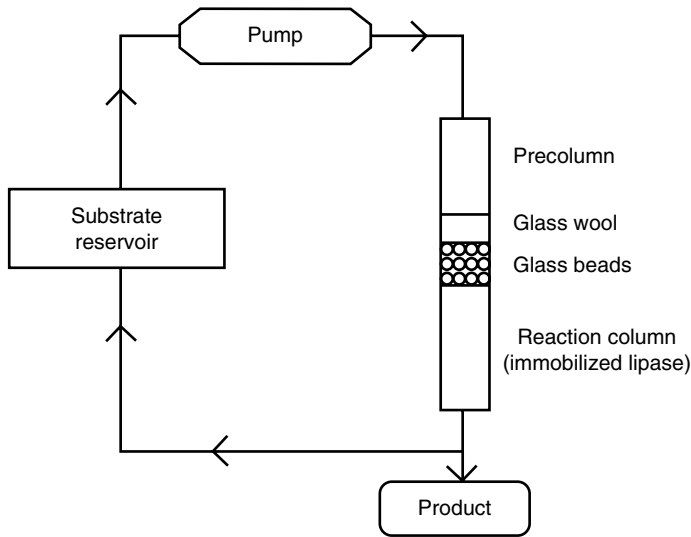 Pump
Precolumn
Substrate
reservoir
Glass wool
Glass beads
Reaction column
(immobilized lipase)
Product